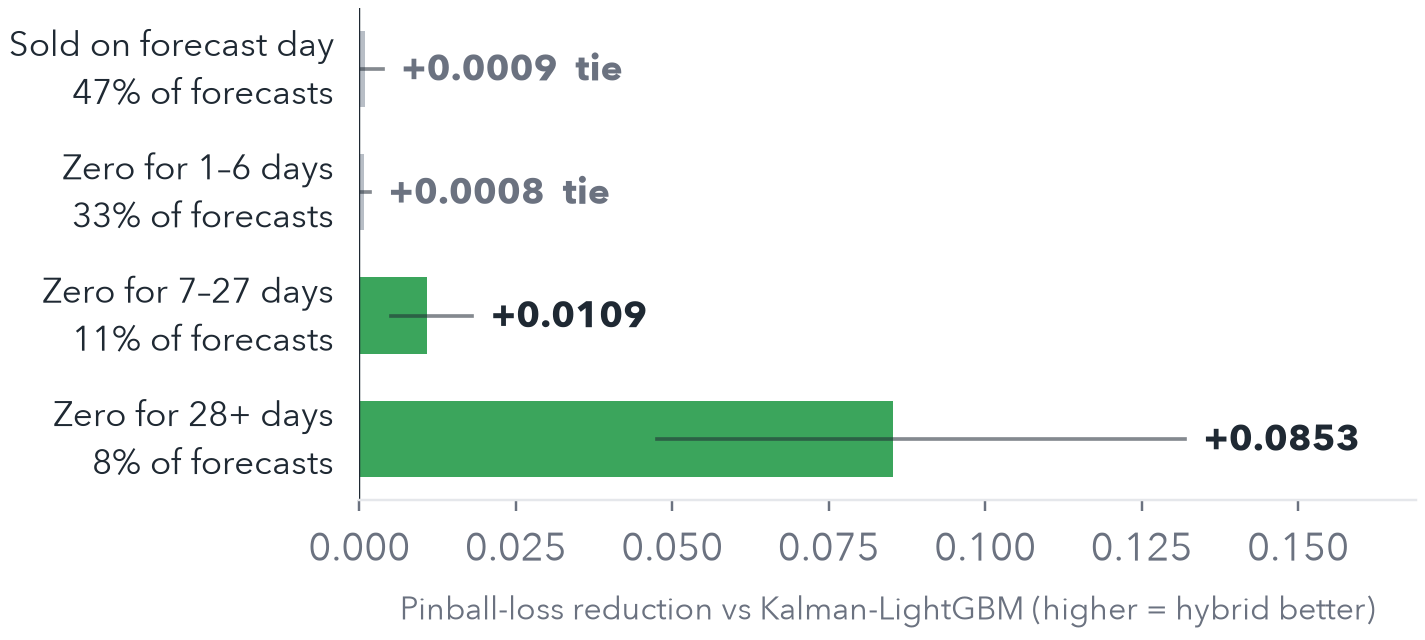 Sold on forecast day
47% of forecasts
+0.0009 tie
Zero for 1–6 days
33% of forecasts
+0.0008 tie
Zero for 7–27 days
11% of forecasts
+0.0109
Zero for 28+ days
8% of forecasts
+0.0853
0.000 0.025 0.050 0.075 0.100 0.125 0.150
Pinball-loss reduction vs Kalman-LightGBM (higher = hybrid better)